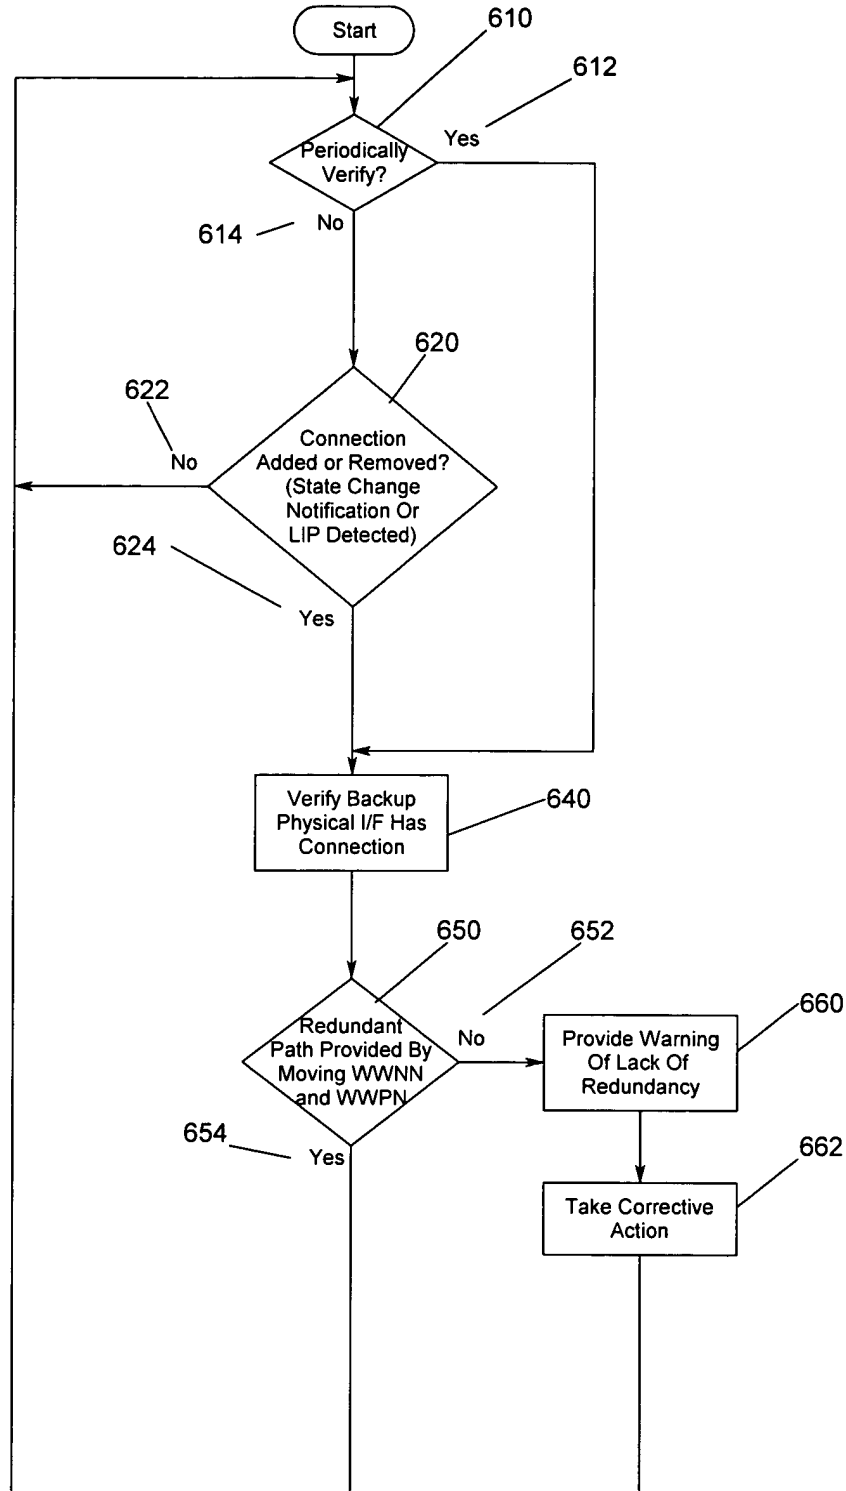 Start
610
612
Periodically
Verify?
Yes
614
No
620
622
No
Connection
Added or Removed?
(State Change
Notification Or
LIP Detected)
624
Yes
Verify Backup
Physical I/F Has
Connection
640
650
652
Redundant
Path Provided By
Moving WWNN
and WWPN
No
Provide Warning
Of Lack Of
Redundancy
660
654
Yes
662
Take Corrective
Action